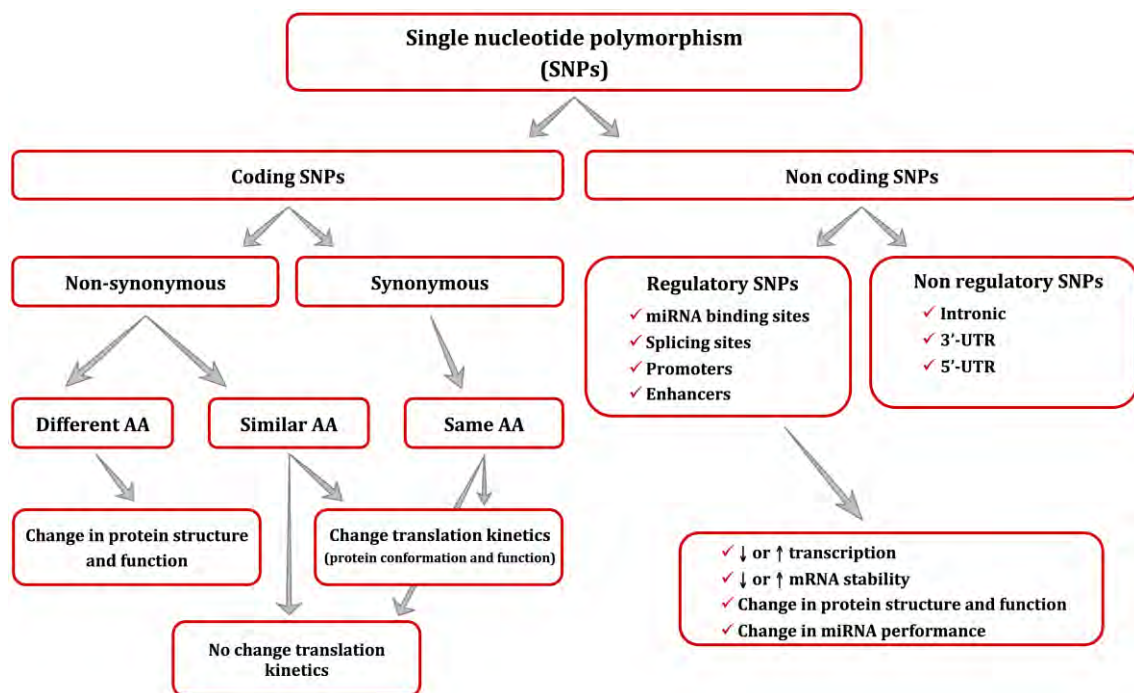 Single nucleotide polymorphism
(SNPs)
Coding SNPs
Non coding SNPs
Non-synonymous
Synonymous
Regulatory SNPs
✓ miRNA binding sites
✓ Splicing sites
✓ Promoters
✓ Enhancers
Non regulatory SNPs
✓ Intronic
✓ 3′-UTR
✓ 5′-UTR
Different AA
Similar AA
Same AA
Change in protein structure
and function
Change translation kinetics
(protein conformation and function)
✓ ↓ or ↑ transcription
✓ ↓ or ↑ mRNA stability
✓ Change in protein structure and function
✓ Change in miRNA performance
No change translation
kinetics